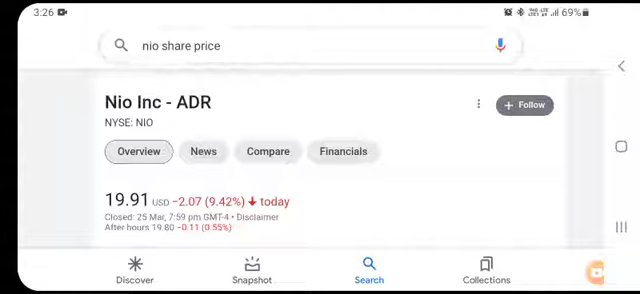 3:26
69%
nio share price
Nio Inc - ADR
+ Follow
NYSE: NIO
Overview News Compare Financials
19.91 USD −2.07 (9.42%) ↓ today
Closed: 25 Mar, 7:59 pm GMT-4 • Disclaimer
After hours 19.80 −0.11 (0.55%)
Discover Snapshot Search Collections